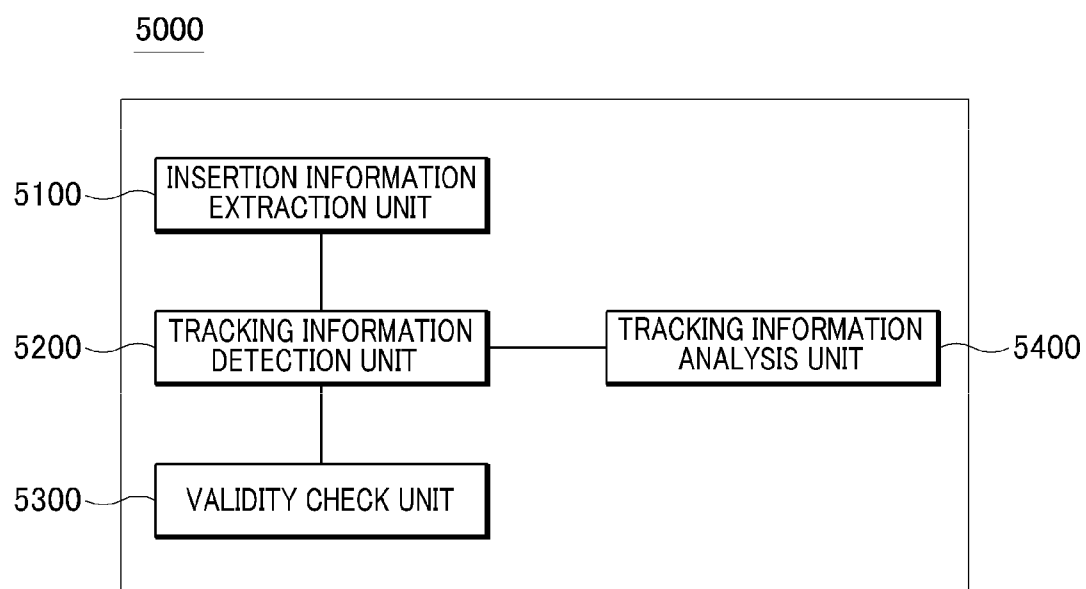 5000
5100
INSERTION INFORMATION
EXTRACTION UNIT
5200
TRACKING INFORMATION
DETECTION UNIT
TRACKING INFORMATION
ANALYSIS UNIT
5400
5300
VALIDITY CHECK UNIT